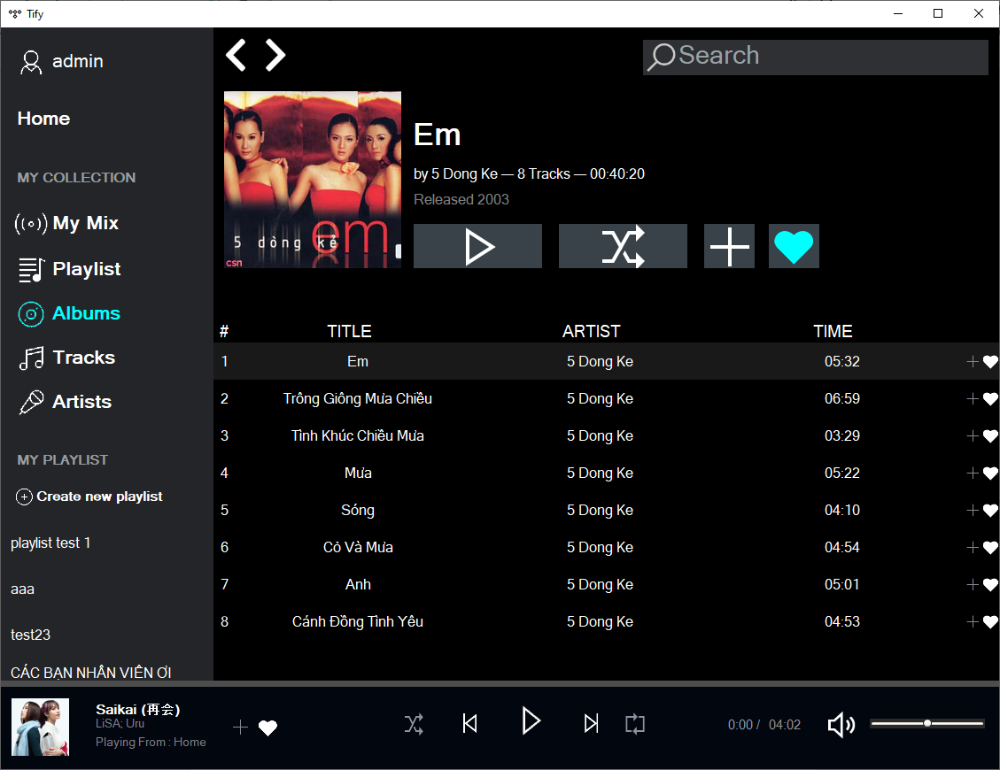 Tify
admin
Search
Home
MY COLLECTION
My Mix
Playlist
Albums
Tracks
Artists
MY PLAYLIST
Create new playlist
playlist test 1
aaa
test23
CÁC BẠN NHÂN VIÊN ƠI
em
5 dòng kẻ
csn
Em
by 5 Dong Ke — 8 Tracks — 00:40:20
Released 2003
# TITLE ARTIST TIME
1 Em 5 Dong Ke 05:32
2 Trống Giông Mưa Chiều 5 Dong Ke 06:59
3 Tình Khúc Chiều Mưa 5 Dong Ke 03:29
4 Mưa 5 Dong Ke 05:22
5 Sóng 5 Dong Ke 04:10
6 Cỏ Và Mưa 5 Dong Ke 04:54
7 Anh 5 Dong Ke 05:01
8 Cánh Đồng Tình Yêu 5 Dong Ke 04:53
Saikai (再会)
LiSA; Uru
Playing From : Home
0:00 / 04:02